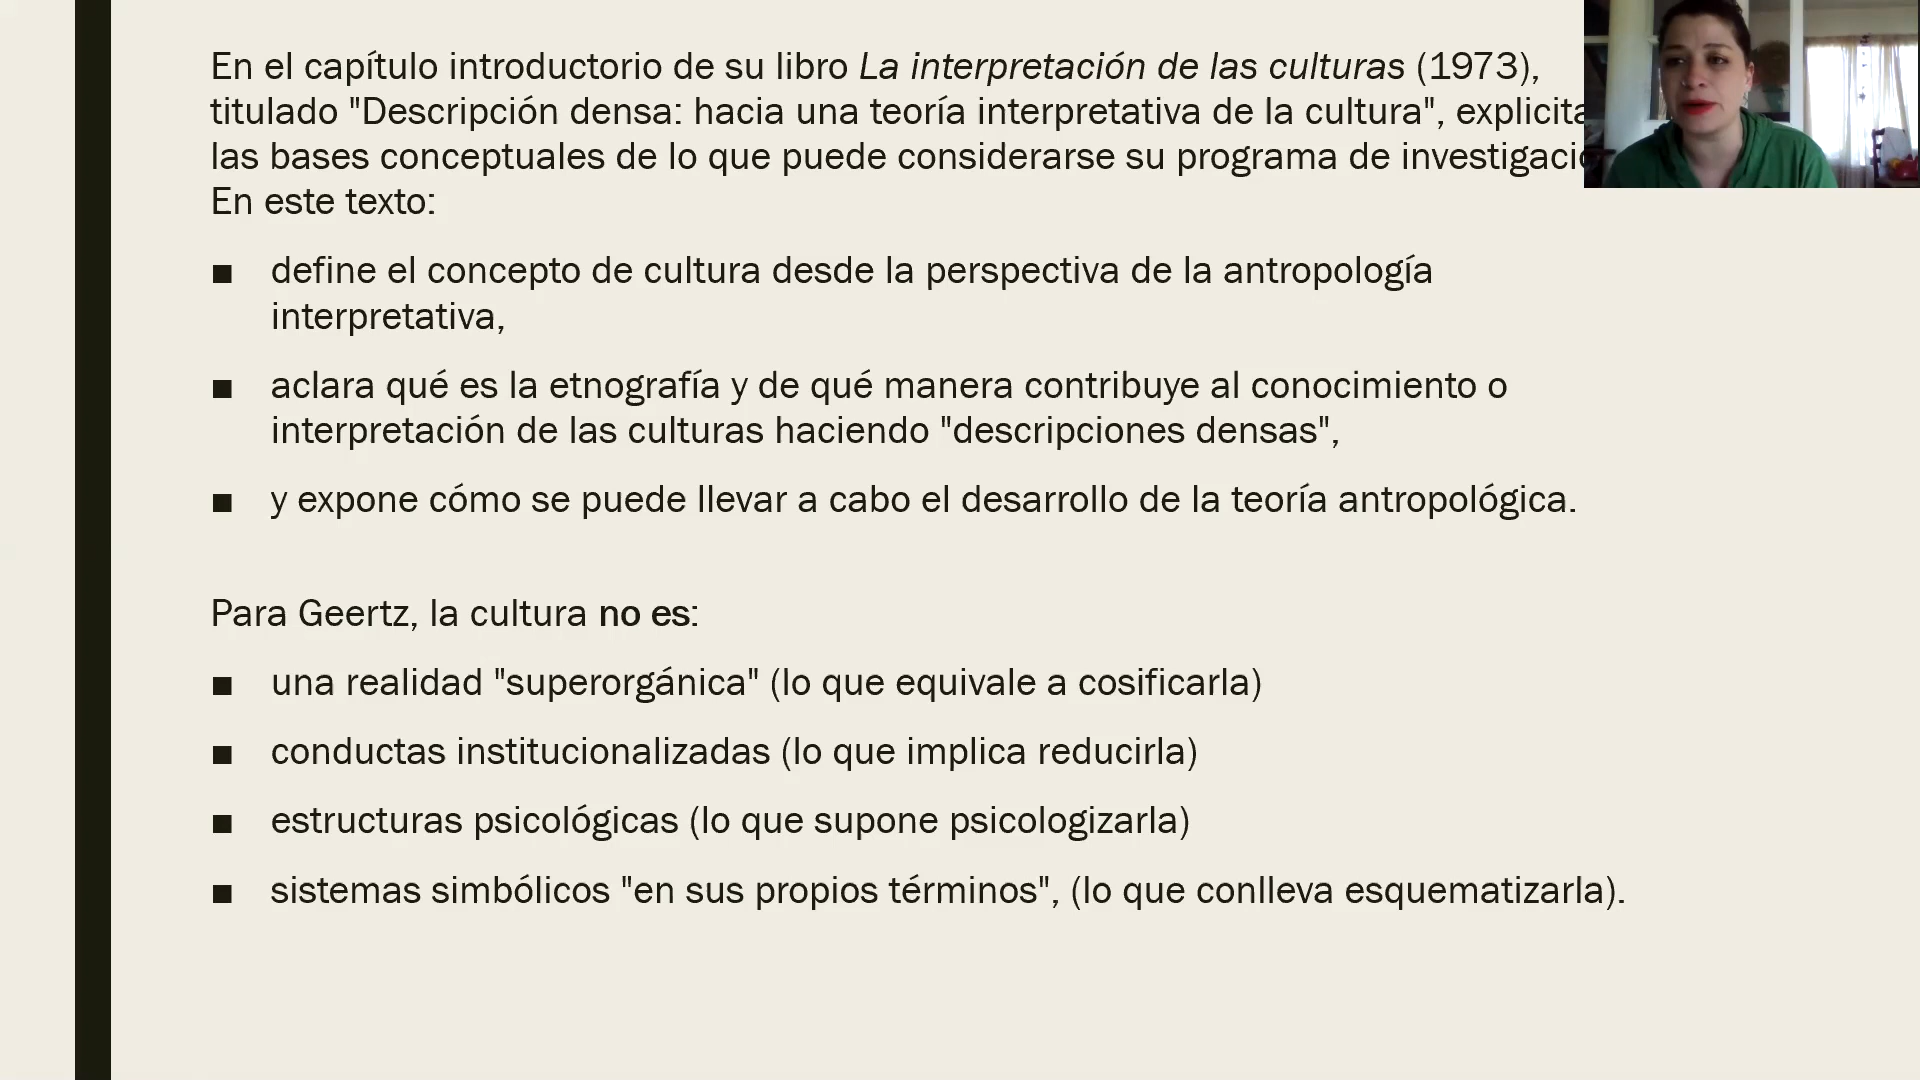 En el capítulo introductorio de su libro La interpretación de las culturas (1973),
titulado "Descripción densa: hacia una teoría interpretativa de la cultura", explicita
las bases conceptuales de lo que puede considerarse su programa de investigació
En este texto:
■ define el concepto de cultura desde la perspectiva de la antropología
interpretativa,
■ aclara qué es la etnografía y de qué manera contribuye al conocimiento o
interpretación de las culturas haciendo "descripciones densas",
■ y expone cómo se puede llevar a cabo el desarrollo de la teoría antropológica.
Para Geertz, la cultura no es:
■ una realidad "superorgánica" (lo que equivale a cosificarla)
■ conductas institucionalizadas (lo que implica reducirla)
■ estructuras psicológicas (lo que supone psicologizarla)
■ sistemas simbólicos "en sus propios términos", (lo que conlleva esquematizarla).